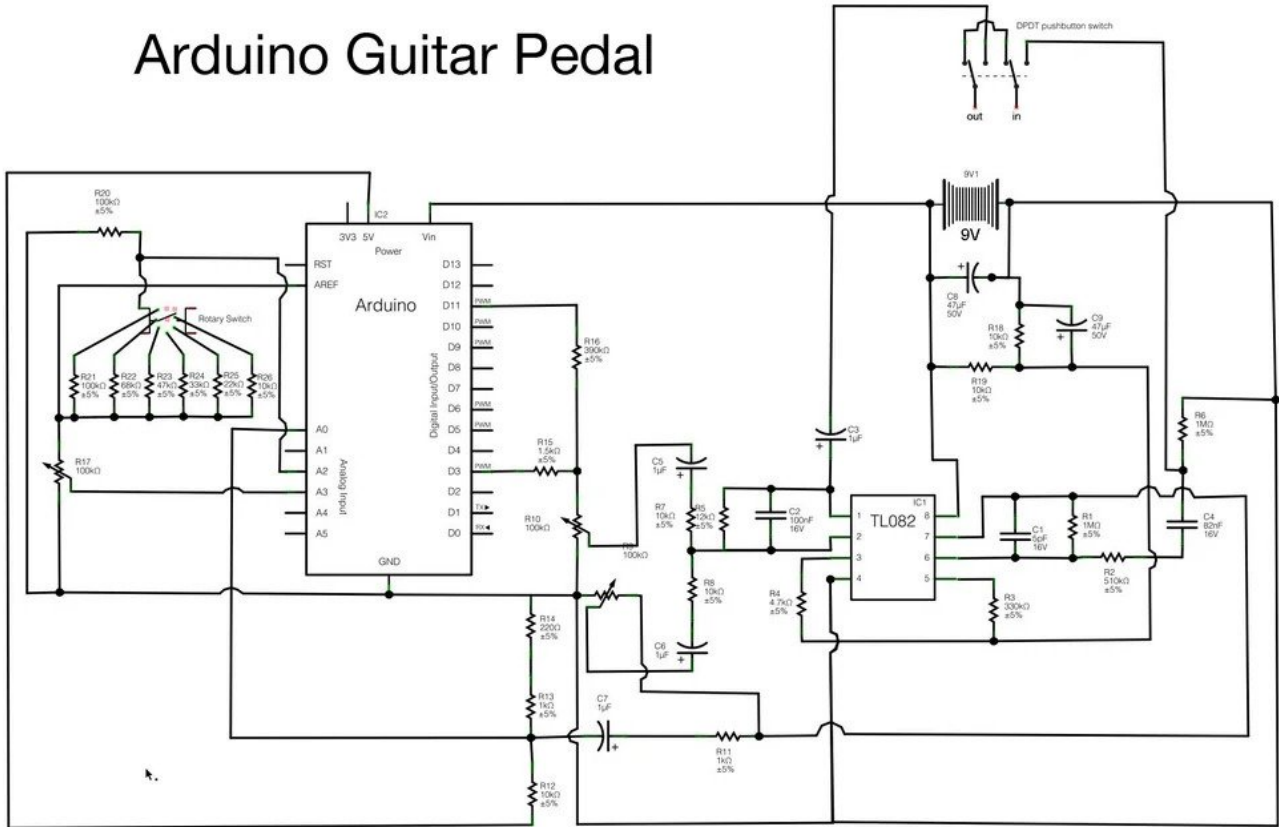 Arduino Guitar Pedal
DPDT pushbutton switch
out
in
9V1
9V
R20
100kΩ
±5%
IC2
3V3
5V
Vin
Power
RST
AREF
Arduino
D13
D12
D11
PWM
D10
PWM
D9
PWM
D8
D7
D6
PWM
D5
PWM
D4
D3
PWM
D2
D1
TX▶
D0
RX◀
Digital Input/Output
Analog Input
A0
A1
A2
A3
A4
A5
GND
Rotary Switch
R21
100kΩ
±5%
R22
68kΩ
±5%
R23
47kΩ
±5%
R24
33kΩ
±5%
R25
22kΩ
±5%
R26
10kΩ
±5%
R17
100kΩ
R16
390kΩ
±5%
R15
1.5kΩ
±5%
R10
100kΩ
C8
47µF
50V
R18
10kΩ
±5%
C9
47µF
50V
R19
10kΩ
±5%
C3
1µF
C5
1µF
R7
10kΩ
±5%
R5
12kΩ
±5%
C2
100nF
16V
100kΩ
R8
10kΩ
±5%
C6
1µF
IC1
TL082
1
2
3
4
8
7
6
5
R4
4.7kΩ
±5%
C1
5pF
16V
R1
1MΩ
±5%
R2
510kΩ
±5%
R3
330kΩ
±5%
R6
1MΩ
±5%
C4
82nF
16V
R14
220Ω
±5%
R13
1kΩ
±5%
C7
1µF
R11
1kΩ
±5%
R12
10kΩ
±5%